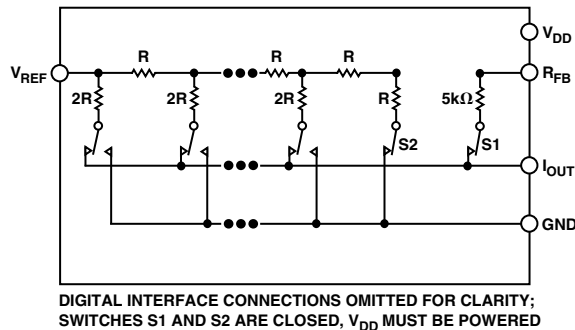 V_DD
R R R
V_REF R_FB
2R 2R 2R R 5kΩ
S2 S1
I_OUT
GND
DIGITAL INTERFACE CONNECTIONS OMITTED FOR CLARITY;
SWITCHES S1 AND S2 ARE CLOSED, V_DD MUST BE POWERED